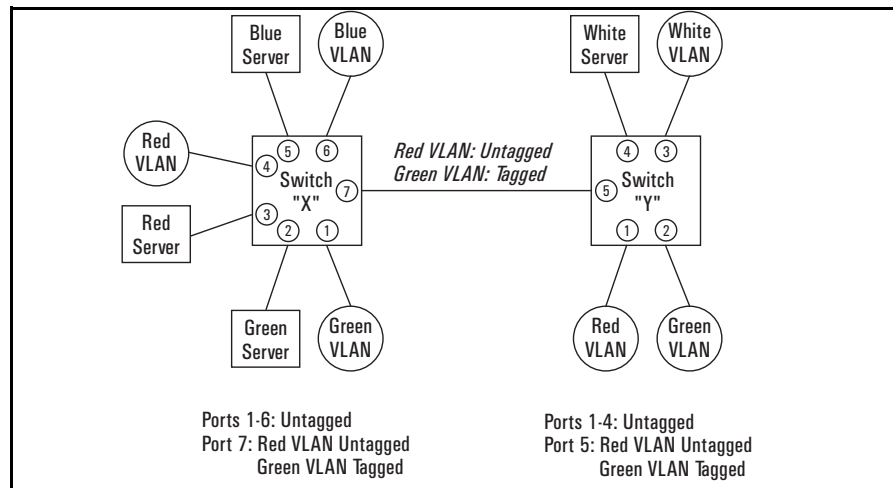 Blue
Server
Blue
VLAN
White
Server
White
VLAN
Red
VLAN
Red
Server
5
6
4
Switch
"X"
7
3
2
1
Red VLAN: Untagged
Green VLAN: Tagged
4
3
5
Switch
"Y"
1
2
Green
Server
Green
VLAN
Red
VLAN
Green
VLAN
Ports 1-6: Untagged
Port 7: Red VLAN Untagged
Green VLAN Tagged
Ports 1-4: Untagged
Port 5: Red VLAN Untagged
Green VLAN Tagged